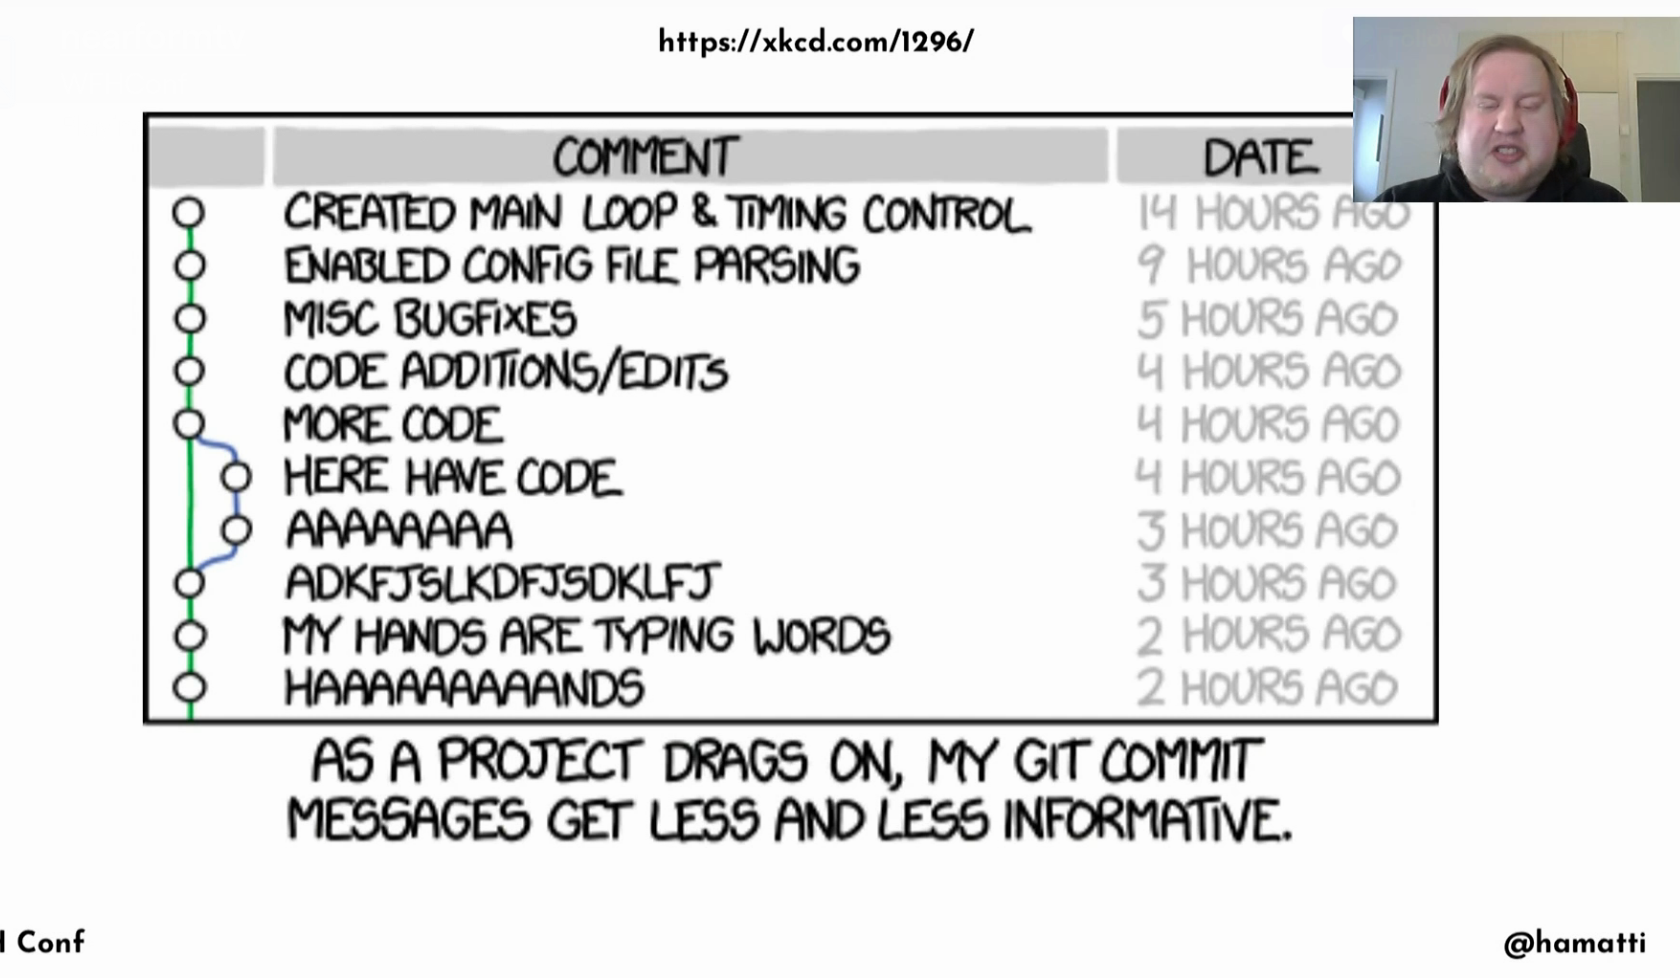 https://xkcd.com/1296/
COMMENT DATE
CREATED MAIN LOOP & TIMING CONTROL 14 HOURS AGO
ENABLED CONFIG FILE PARSING 9 HOURS AGO
MISC BUGFIXES 5 HOURS AGO
CODE ADDITIONS/EDITS 4 HOURS AGO
MORE CODE 4 HOURS AGO
HERE HAVE CODE 4 HOURS AGO
AAAAAAAA 3 HOURS AGO
ADKFJSLKDFJSDKLFJ 3 HOURS AGO
MY HANDS ARE TYPING WORDS 2 HOURS AGO
HAAAAAAAAANDS 2 HOURS AGO
AS A PROJECT DRAGS ON, MY GIT COMMIT
MESSAGES GET LESS AND LESS INFORMATIVE.
Conf @hamatti